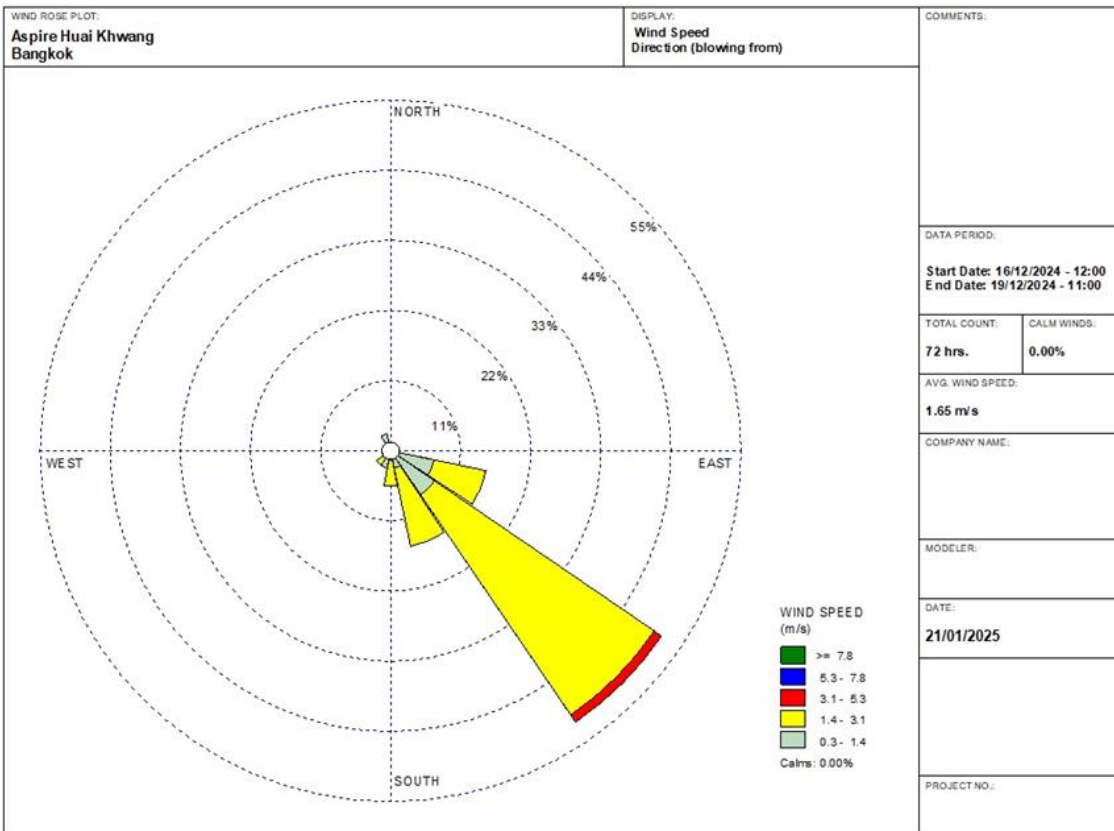 WIND ROSE PLOT:
Aspire Huai Khwang
Bangkok
DISPLAY:
Wind Speed
Direction (blowing from)
COMMENTS:
NORTH
55%
44%
33%
22%
11%
WEST
EAST
SOUTH
WIND SPEED
(m/s)
>= 7.8
5.3 - 7.8
3.1 - 5.3
1.4 - 3.1
0.3 - 1.4
Calms: 0.00%
DATA PERIOD:
Start Date: 16/12/2024 - 12:00
End Date: 19/12/2024 - 11:00
TOTAL COUNT:
72 hrs.
CALM WINDS:
0.00%
AVG. WIND SPEED:
1.65 m/s
COMPANY NAME:
MODELER:
DATE:
21/01/2025
PROJECT NO.: